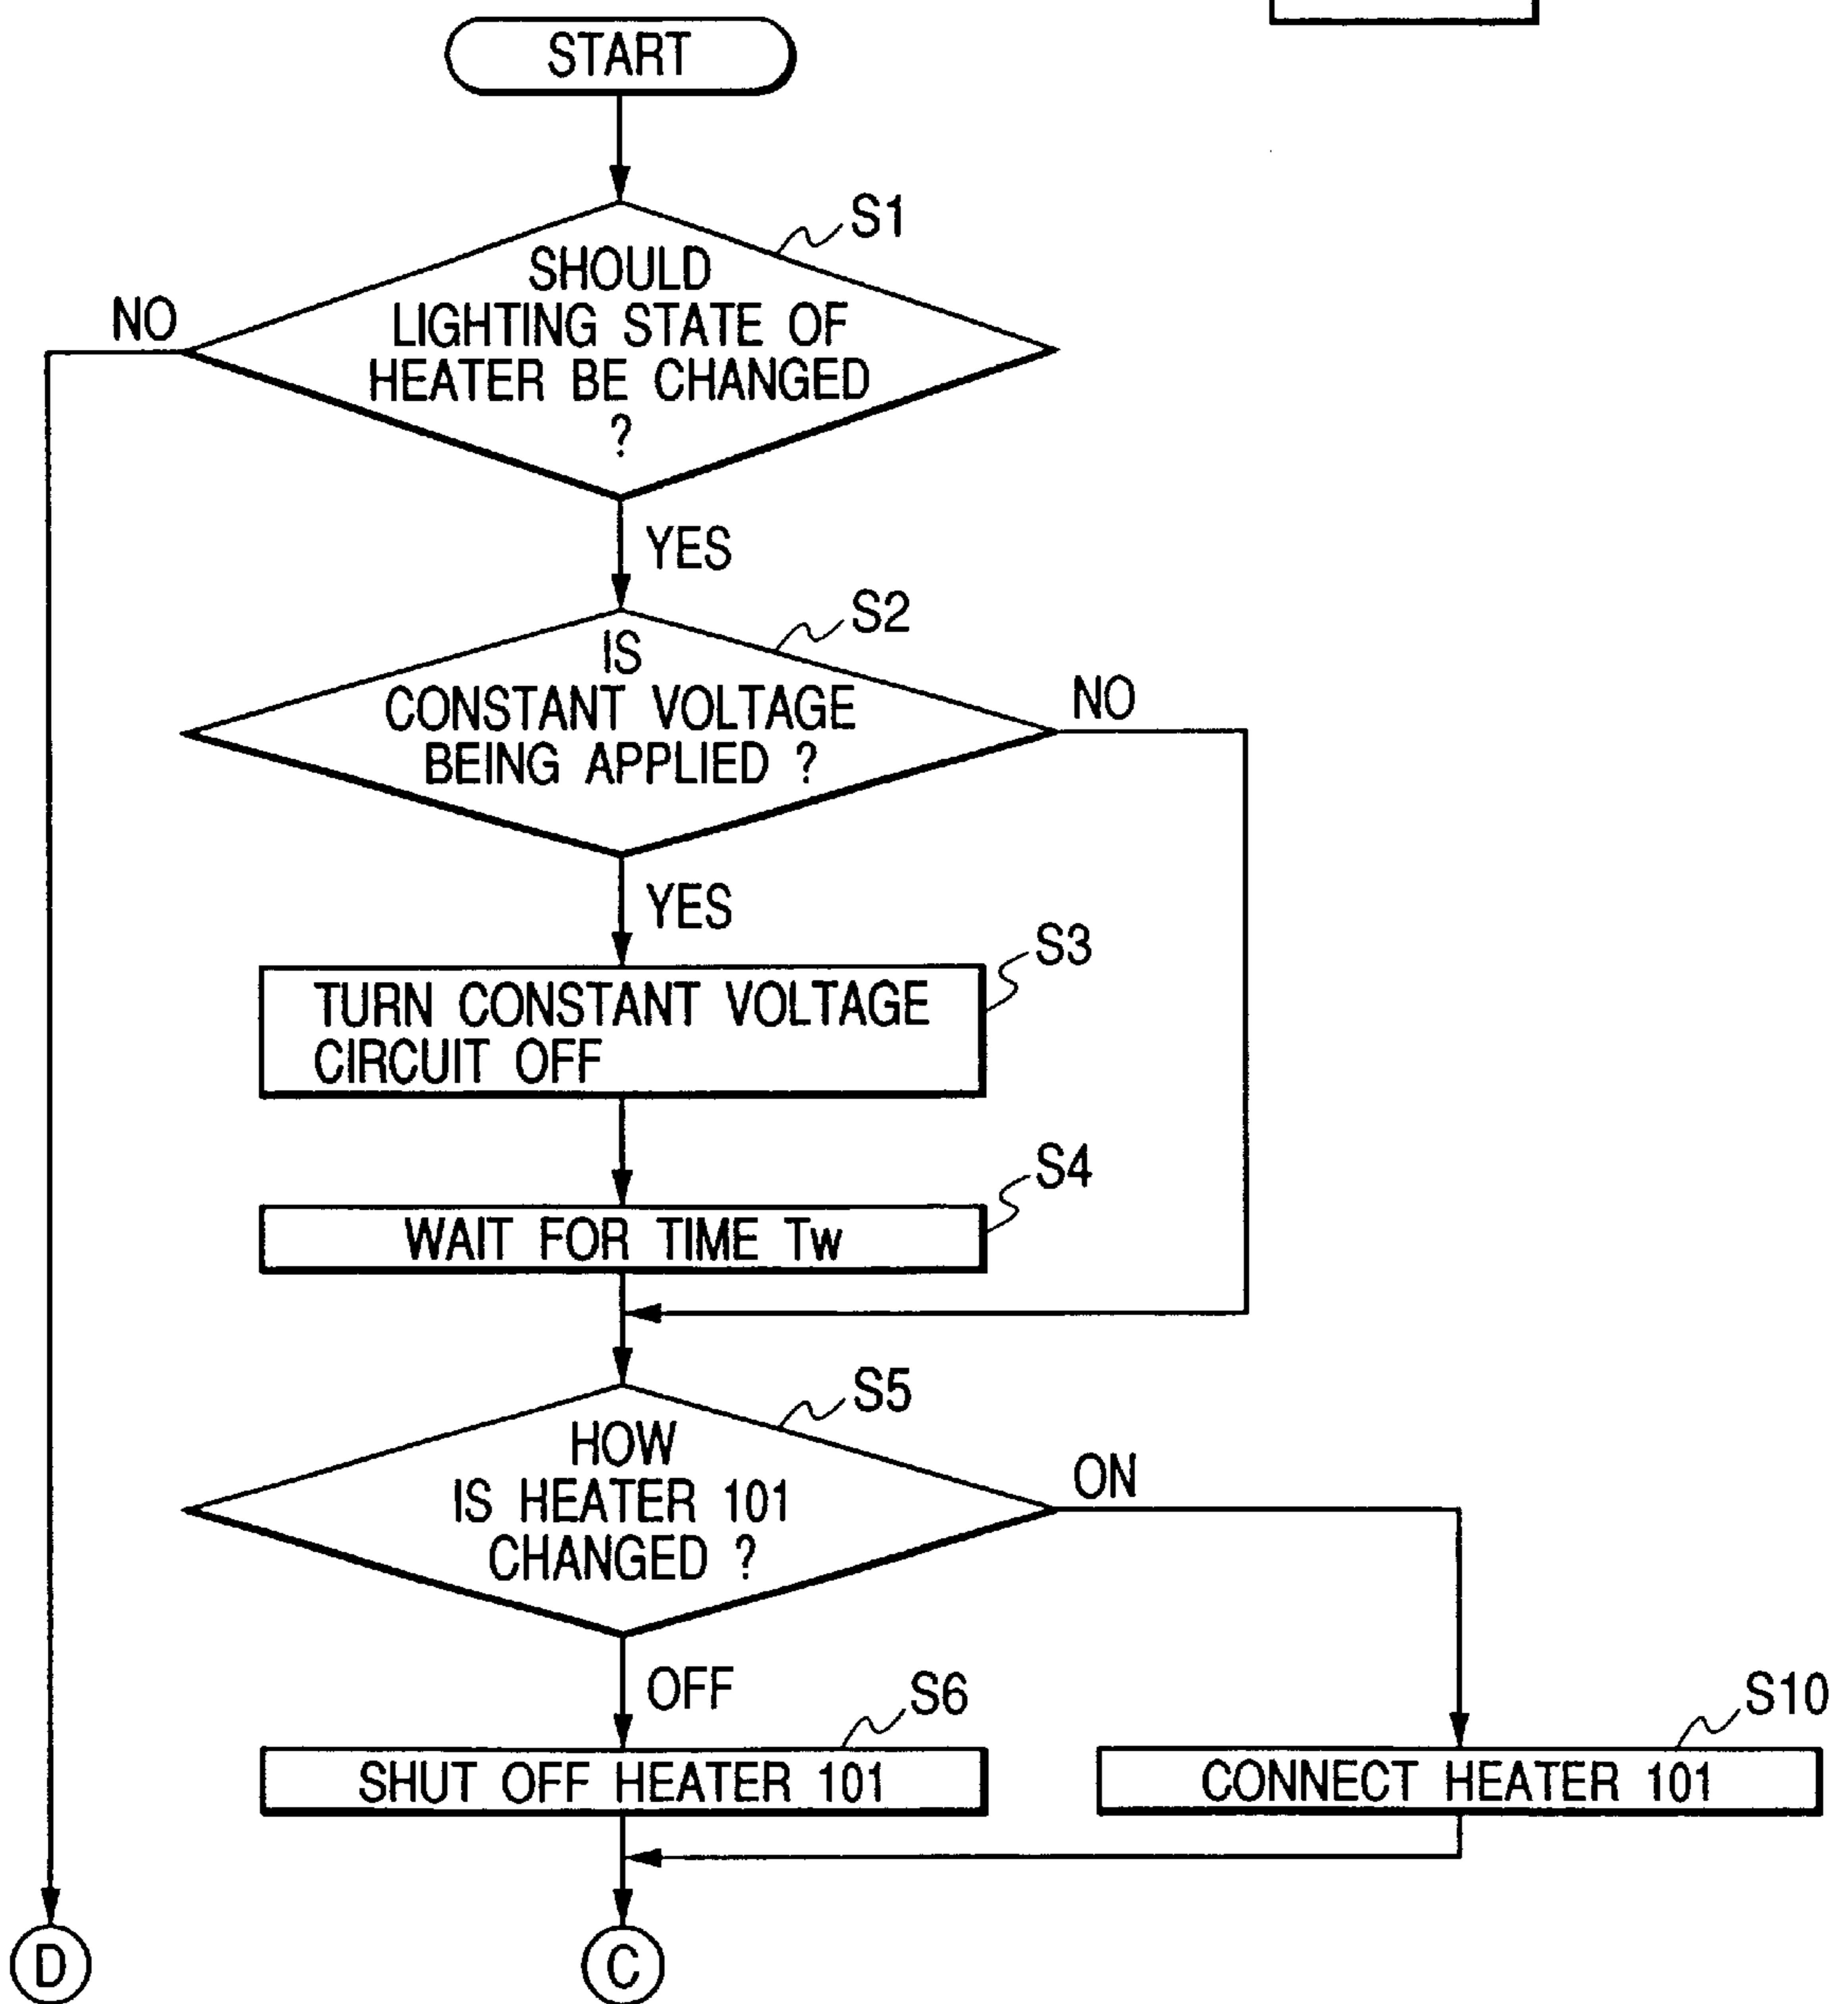 START
S1
SHOULD
LIGHTING STATE OF
HEATER BE CHANGED
?
NO
YES
S2
IS
CONSTANT VOLTAGE
BEING APPLIED ?
NO
YES
S3
TURN CONSTANT VOLTAGE
CIRCUIT OFF
S4
WAIT FOR TIME Tw
S5
HOW
IS HEATER 101
CHANGED ?
ON
OFF
S6
SHUT OFF HEATER 101
S10
CONNECT HEATER 101
D
C